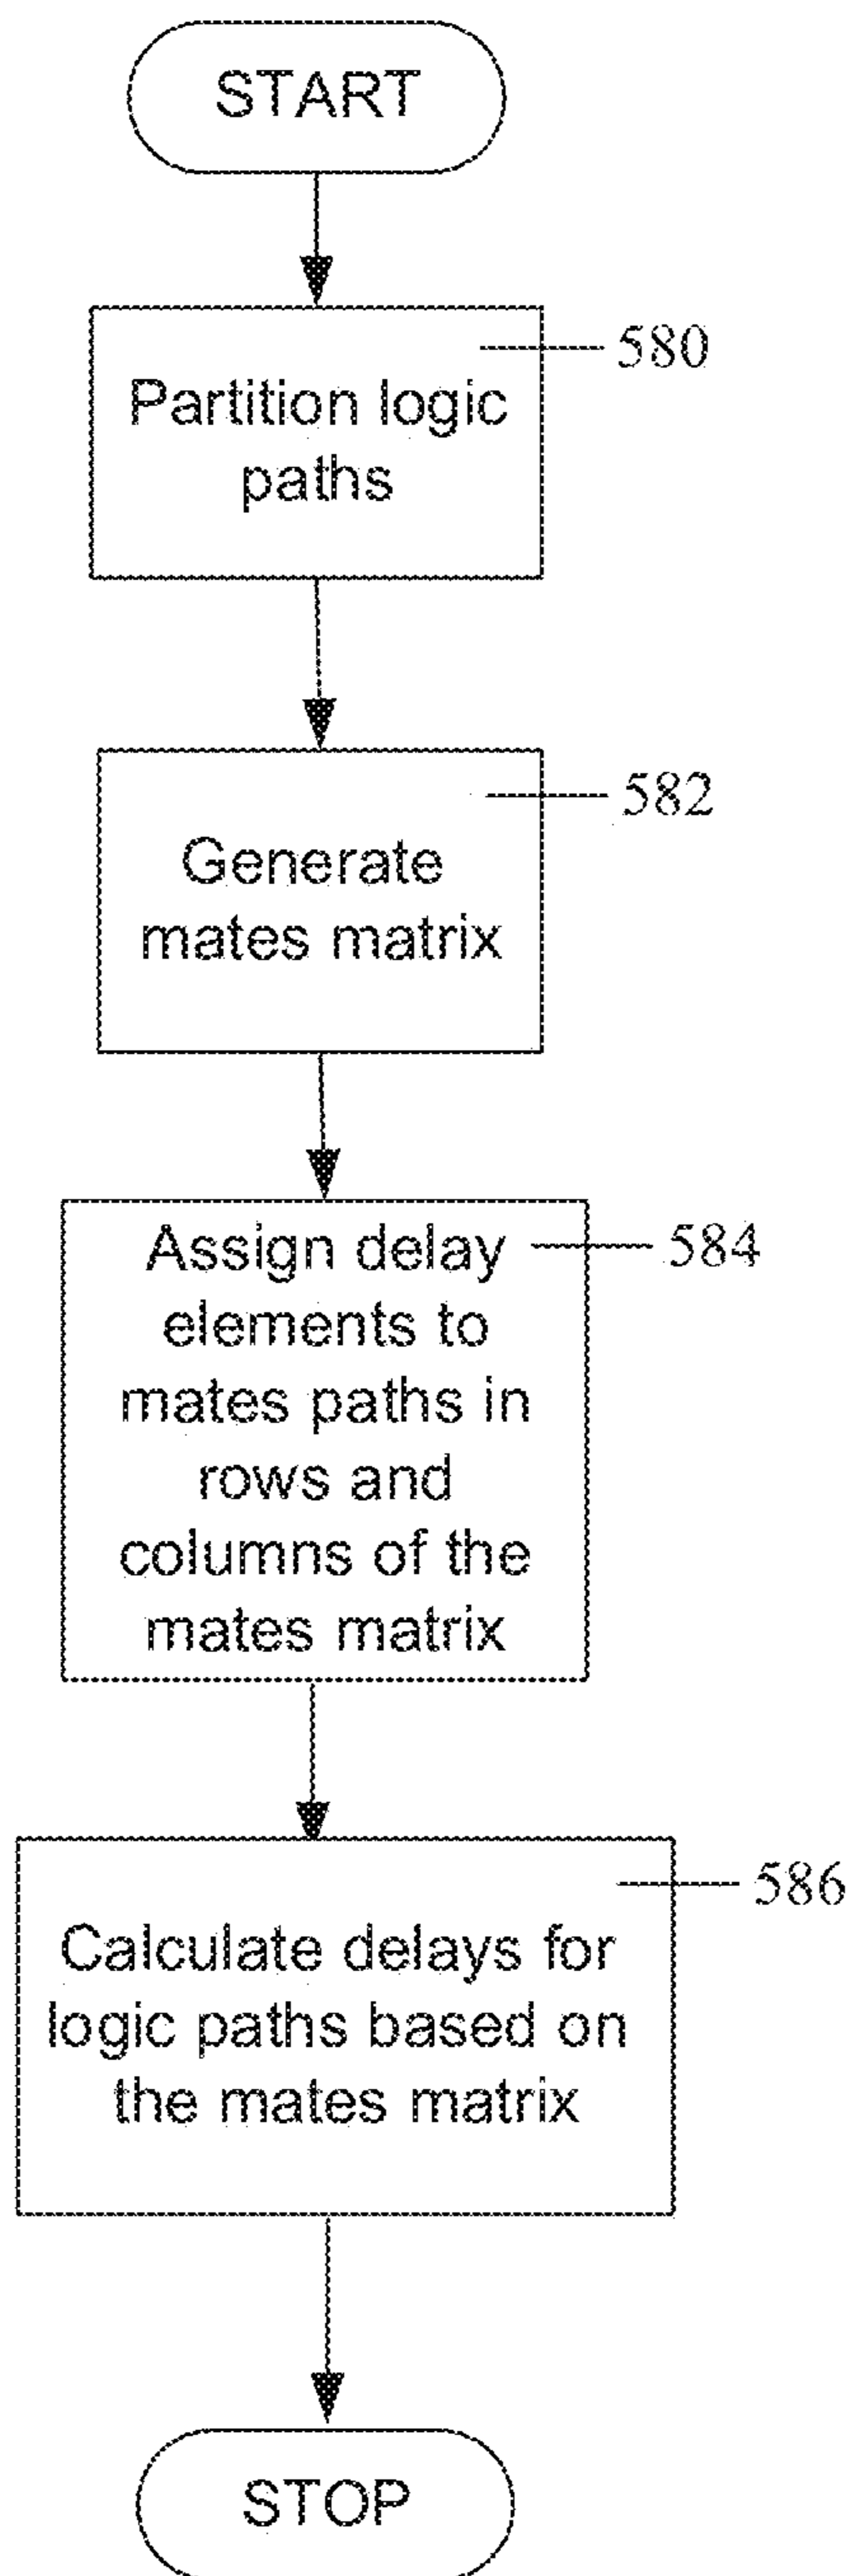 START
580
Partition logic
paths
582
Generate
mates matrix
584
Assign delay
elements to
mates paths in
rows and
columns of the
mates matrix
586
Calculate delays for
logic paths based on
the mates matrix
STOP